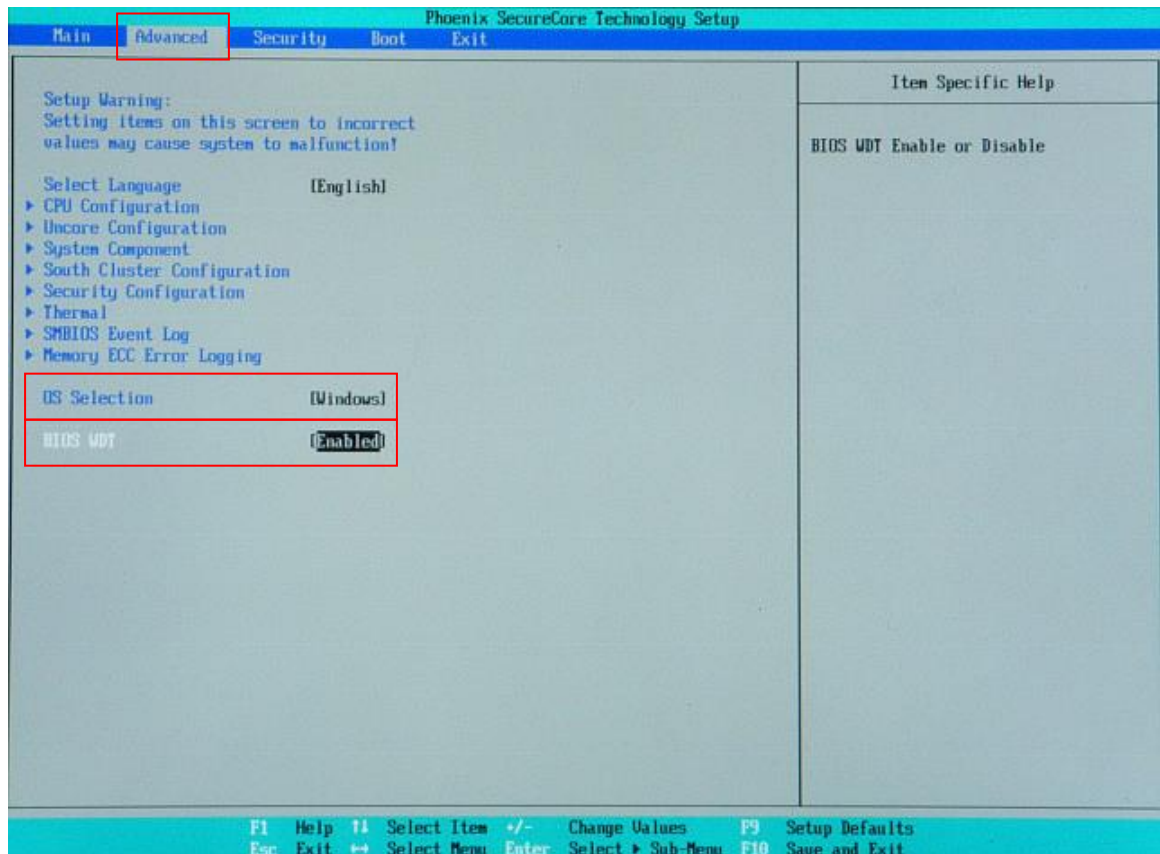 Phoenix SecureCore Technology Setup
Main Advanced Security Boot Exit
Item Specific Help
Setup Warning:
Setting items on this screen to incorrect
values may cause system to malfunction!
BIOS WDT Enable or Disable
Select Language [English]
▶ CPU Configuration
▶ Uncore Configuration
▶ System Component
▶ South Cluster Configuration
▶ Security Configuration
▶ Thermal
▶ SMBIOS Event Log
▶ Memory ECC Error Logging
OS Selection [Windows]
BIOS WDT [Enabled]
F1 Help ↑↓ Select Item +/- Change Values F9 Setup Defaults
Esc Exit ↔ Select Menu Enter Select ▶ Sub-Menu F10 Save and Exit